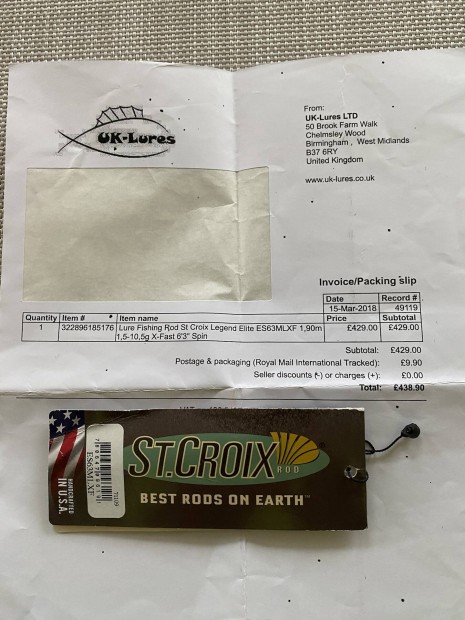 UK-Lures
From:
UK-Lures LTD
50 Brook Farm Walk
Chelmsley Wood
Birmingham , West Midlands
B37 6RY
United Kingdom
www.uk-lures.co.uk
Invoice/Packing slip
Date Record #
15-Mar-2018 49119
Quantity Item # Item name Price Subtotal
1 322896185176 Lure Fishing Rod St Croix Legend Elite ES63MLXF 1,90m £429.00 £429.00
1,5-10,5g X-Fast 6'3" Spin
Subtotal: £429.00
Postage & packaging (Royal Mail International Tracked): £9.90
Seller discounts (-) or charges (+): £0.00
Total: £438.90
HANDCRAFTED
IN U.S.A.
ES63MLXF
ST.CROIX
ROD
BEST RODS ON EARTH™